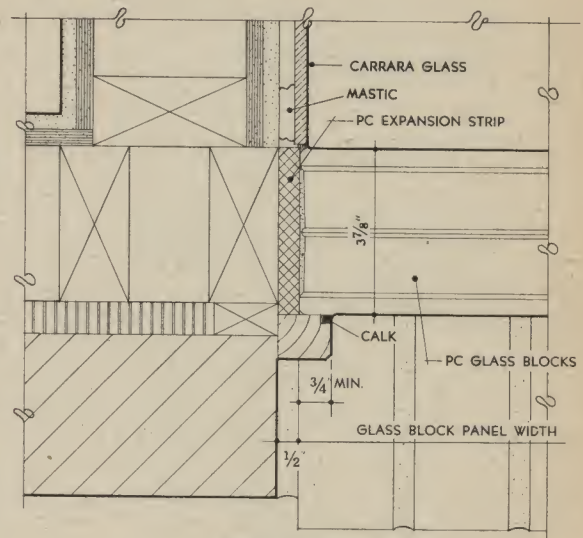 CARRARA GLASS
MASTIC
PC EXPANSION STRIP
3⅞"
CALK
PC GLASS BLOCKS
¾" MIN.
GLASS BLOCK PANEL WIDTH
½"